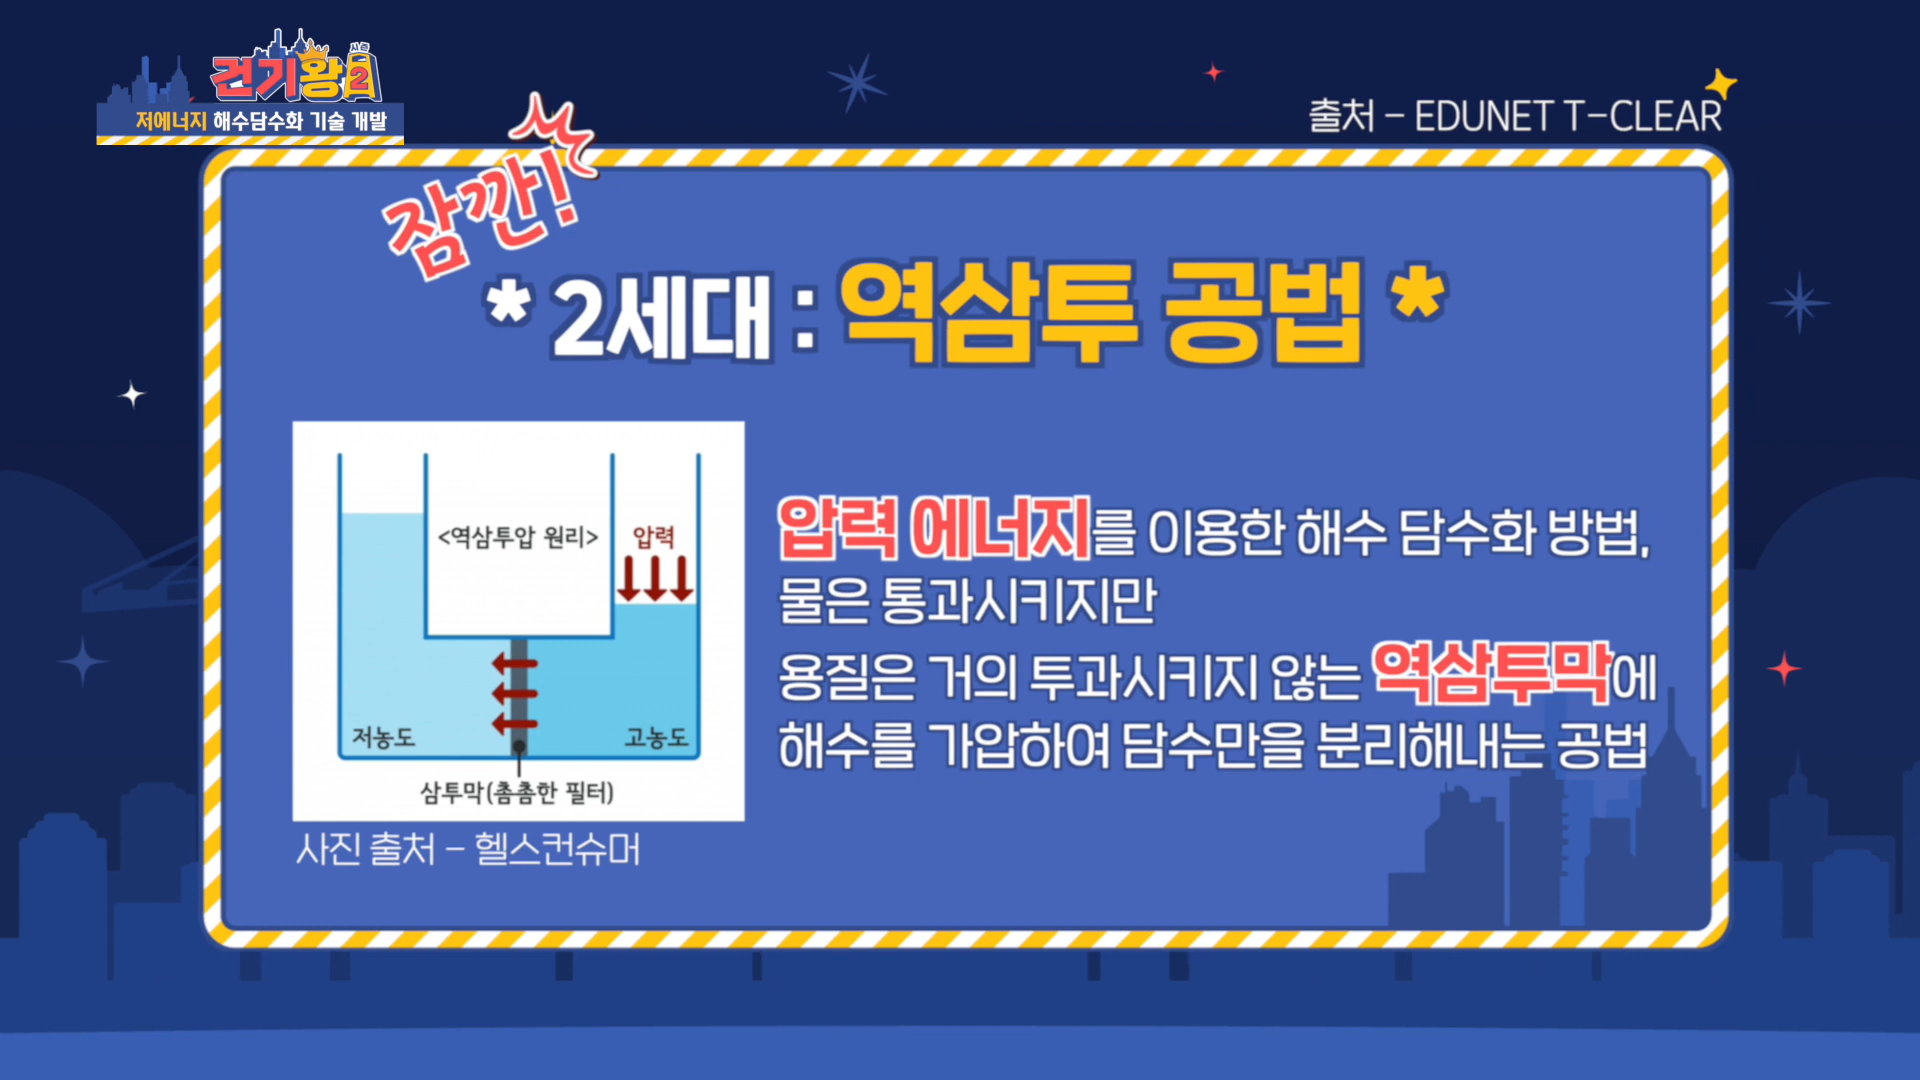 건기왕 시즌 2
저에너지 해수담수화 기술 개발
출처 - EDUNET T-CLEAR
잠깐!
* 2세대 : 역삼투 공법 *
<역삼투압 원리>
압력
저농도
고농도
삼투막(촘촘한 필터)
사진 출처 - 헬스컨슈머
압력 에너지를 이용한 해수 담수화 방법,
물은 통과시키지만
용질은 거의 투과시키지 않는 역삼투막에
해수를 가압하여 담수만을 분리해내는 공법